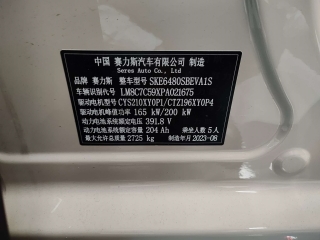 中国 赛力斯汽车有限公司 制造
Seres Auto Co., Ltd.
品牌 赛力斯 整车型号 SKE6480SBEVA1S
车辆识别代号 LM8C7C59XPA021675
驱动电机型号 CYS210XY0P1/CTZ196XY0P4
驱动电机峰值功率 165 kW/200 kW
动力电池系统额定电压 391.8 V
动力电池系统额定容量 204 Ah 乘坐人数 5人
最大允许总质量 2725 kg 制造年月 2023-08